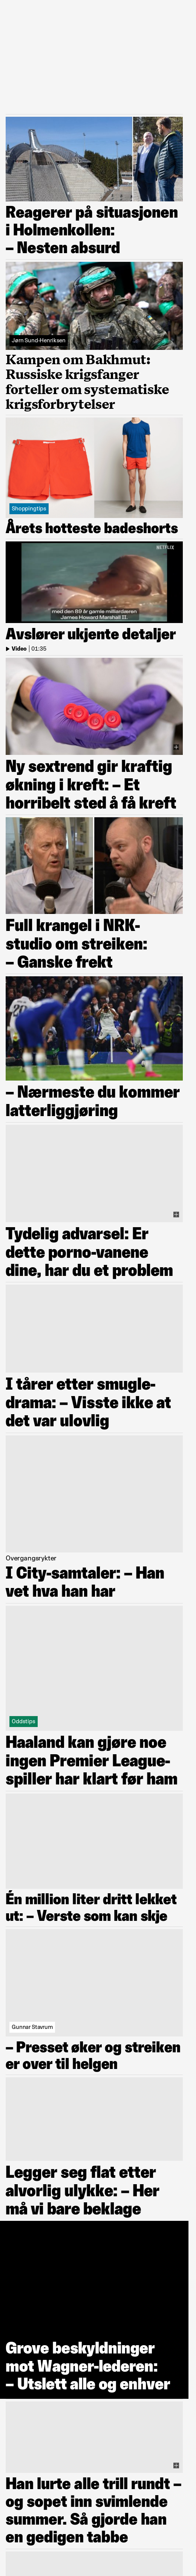 Reagerer på situasjonen
i Holmenkollen:
– Nesten absurd
Jørn Sund-Henriksen
Kampen om Bakhmut:
Russiske krigsfanger
forteller om systematiske
krigsforbrytelser
Shoppingtips
Årets hotteste badeshorts
NETFLIX
med den 89 år gamle milliardæren
James Howard Marshall II.
Avslører ukjente detaljer
Video | 01:35
Ny sextrend gir kraftig
økning i kreft: – Et
horribelt sted å få kreft
Full krangel i NRK-
studio om streiken:
– Ganske frekt
– Nærmeste du kommer
latterliggjøring
Tydelig advarsel: Er
dette porno-vanene
dine, har du et problem
I tårer etter smugle-
drama: – Visste ikke at
det var ulovlig
Overgangsrykter
I City-samtaler: – Han
vet hva han har
Oddstips
Haaland kan gjøre noe
ingen Premier League-
spiller har klart før ham
Én million liter dritt lekket
ut: – Verste som kan skje
Gunnar Stavrum
– Presset øker og streiken
er over til helgen
Legger seg flat etter
alvorlig ulykke: – Her
må vi bare beklage
Grove beskyldninger
mot Wagner-lederen:
– Utslett alle og enhver
Han lurte alle trill rundt –
og sopet inn svimlende
summer. Så gjorde han
en gedigen tabbe